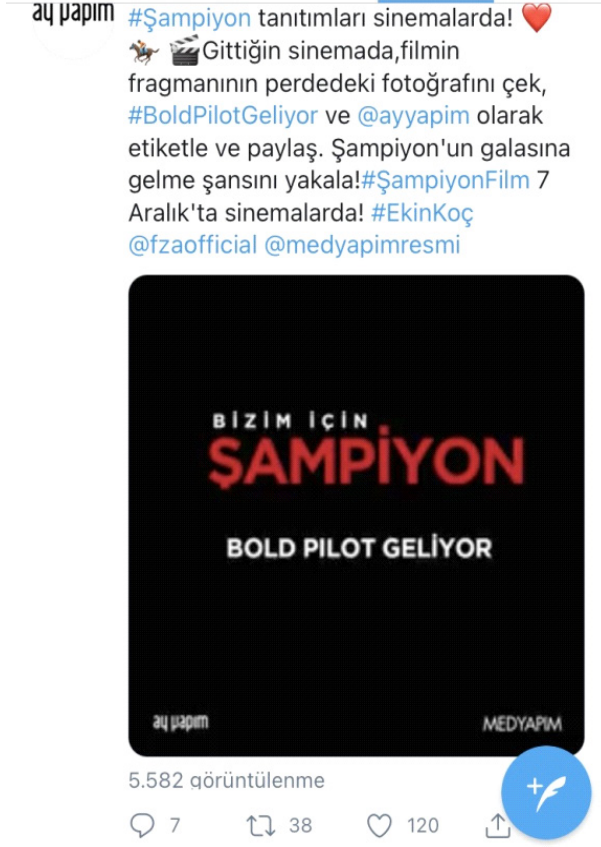 ay yapım
#Şampiyon tanıtımları sinemalarda! ❤️
🏇 🎬Gittiğin sinemada,filmin
fragmanının perdedeki fotoğrafını çek,
#BoldPilotGeliyor ve @ayyapim olarak
etiketle ve paylaş. Şampiyon'un galasına
gelme şansını yakala!#ŞampiyonFilm 7
Aralık'ta sinemalarda! #EkinKoç
@fzaofficial @medyapimresmi
BİZİM İÇİN
ŞAMPİYON
BOLD PILOT GELİYOR
ay yapım
MEDYAPIM
5.582 görüntülenme
7
38
120